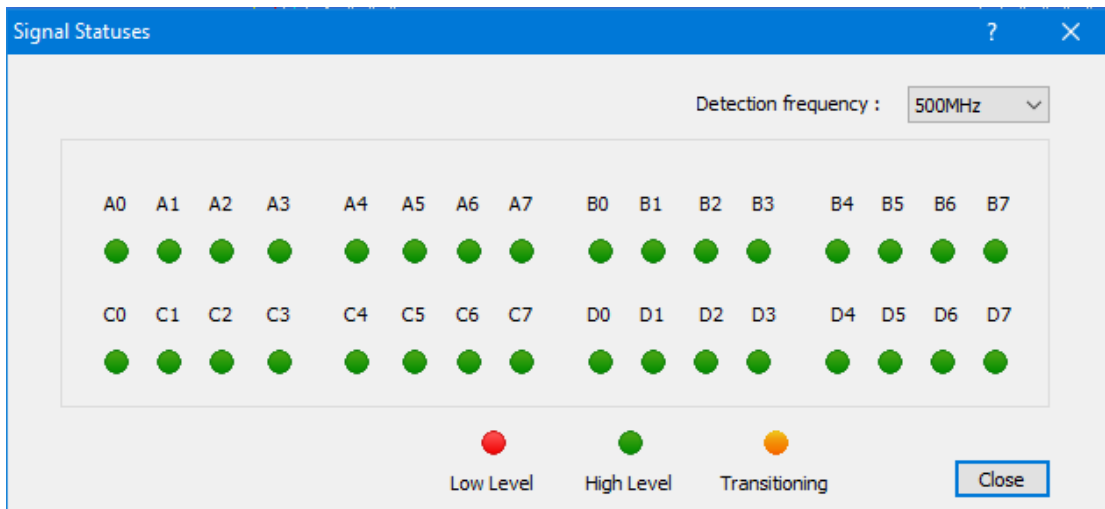 Signal Statuses ?
Detection frequency : 500MHz
A0 A1 A2 A3 A4 A5 A6 A7 B0 B1 B2 B3 B4 B5 B6 B7
C0 C1 C2 C3 C4 C5 C6 C7 D0 D1 D2 D3 D4 D5 D6 D7
Low Level High Level Transitioning Close